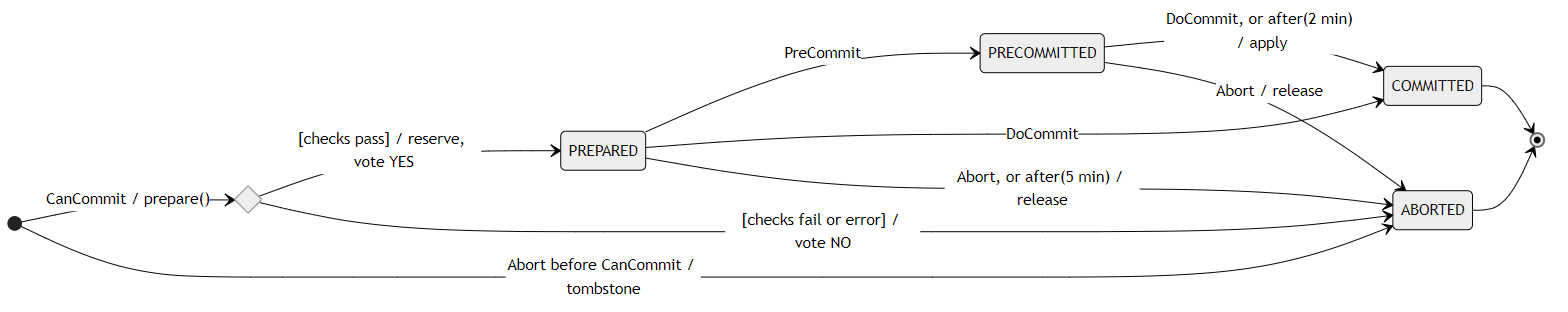 DoCommit, or after(2 min)
/ apply
PreCommit
PRECOMMITTED
COMMITTED
Abort / release
[checks pass] / reserve,
vote YES
PREPARED
DoCommit
CanCommit / prepare()
Abort, or after(5 min) /
release
ABORTED
[checks fail or error] /
vote NO
Abort before CanCommit /
tombstone